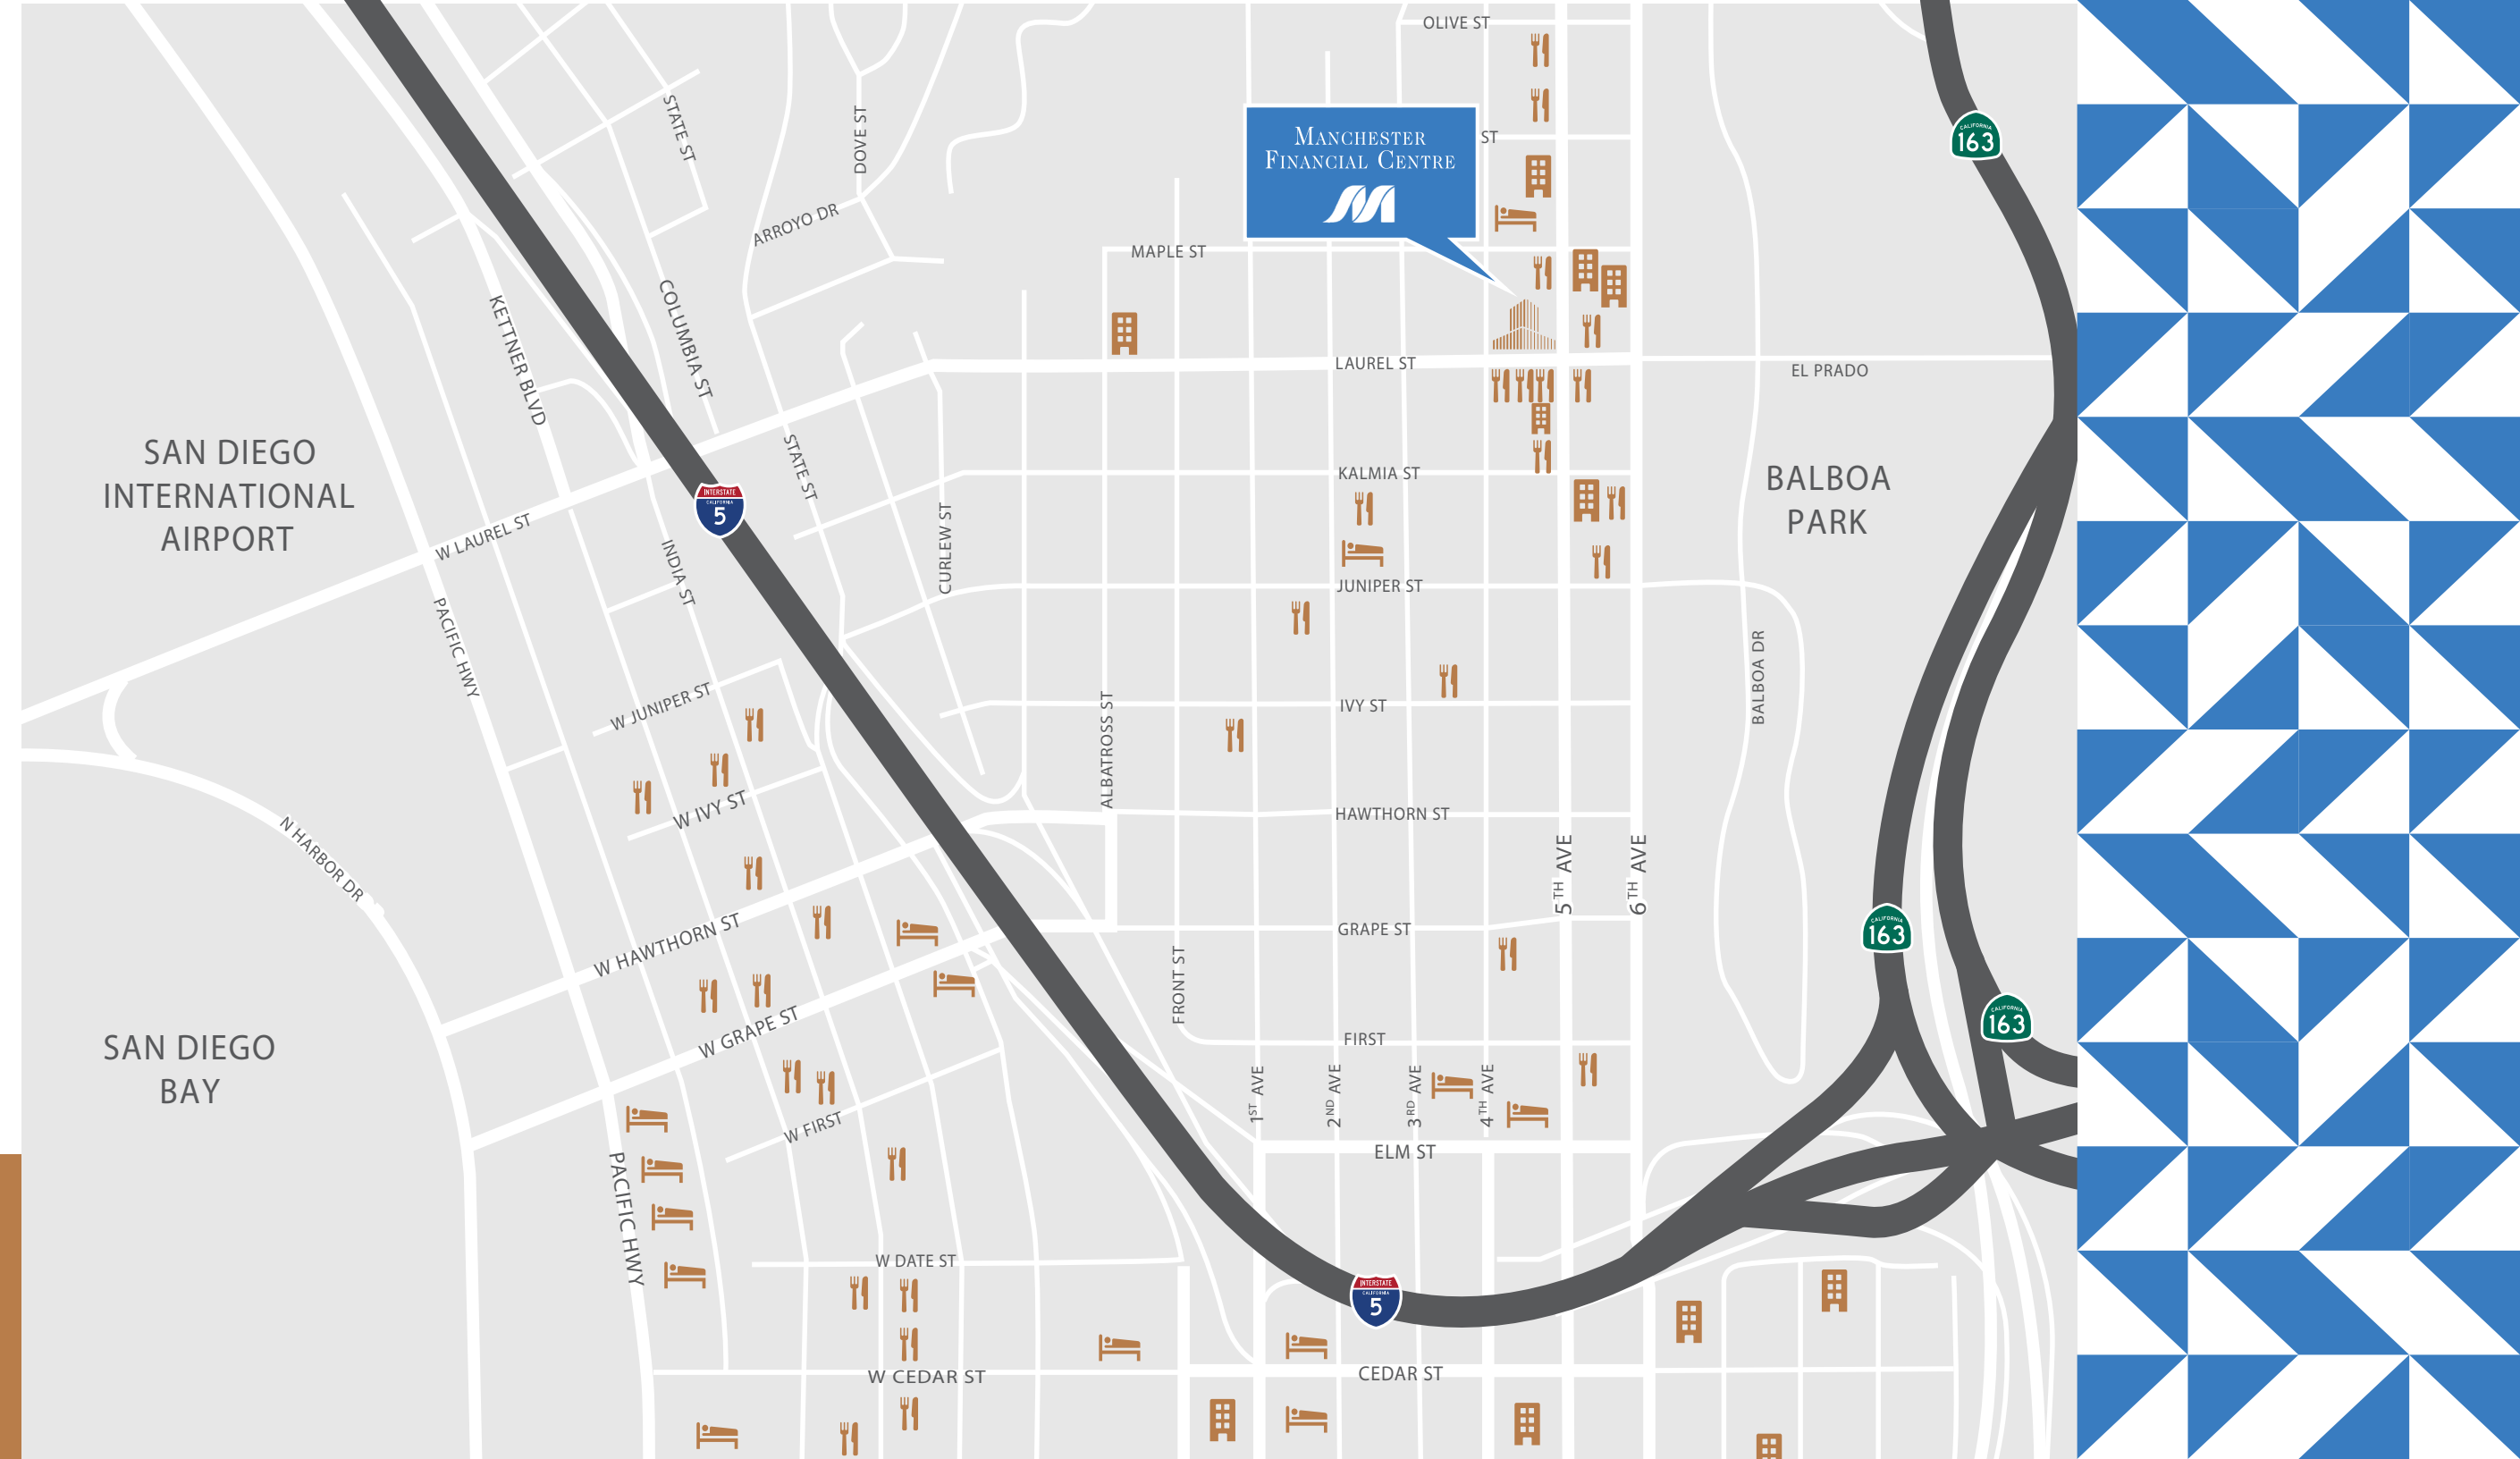 OLIVE ST
STATE ST
DOVE ST
CALIFORNIA
163
MANCHESTER
FINANCIAL CENTRE
ST
ARROYO DR
MAPLE ST
KETTNER BLVD
COLUMBIA ST
LAUREL ST
EL PRADO
SAN DIEGO
INTERNATIONAL
AIRPORT
STATE ST
KALMIA ST
BALBOA
PARK
INTERSTATE
CALIFORNIA
5
W LAUREL ST
INDIA ST
CURLEW ST
JUNIPER ST
PACIFIC HWY
W JUNIPER ST
BALBOA DR
IVY ST
ALBATROSS ST
W IVY ST
HAWTHORN ST
N HARBOR DR
5TH AVE
6TH AVE
W HAWTHORN ST
GRAPE ST
CALIFORNIA
163
FRONT ST
W GRAPE ST
CALIFORNIA
163
SAN DIEGO
BAY
FIRST
1ST AVE
2ND AVE
3RD AVE
4TH AVE
W FIRST
ELM ST
PACIFIC HWY
W DATE ST
INTERSTATE
CALIFORNIA
5
W CEDAR ST
CEDAR ST